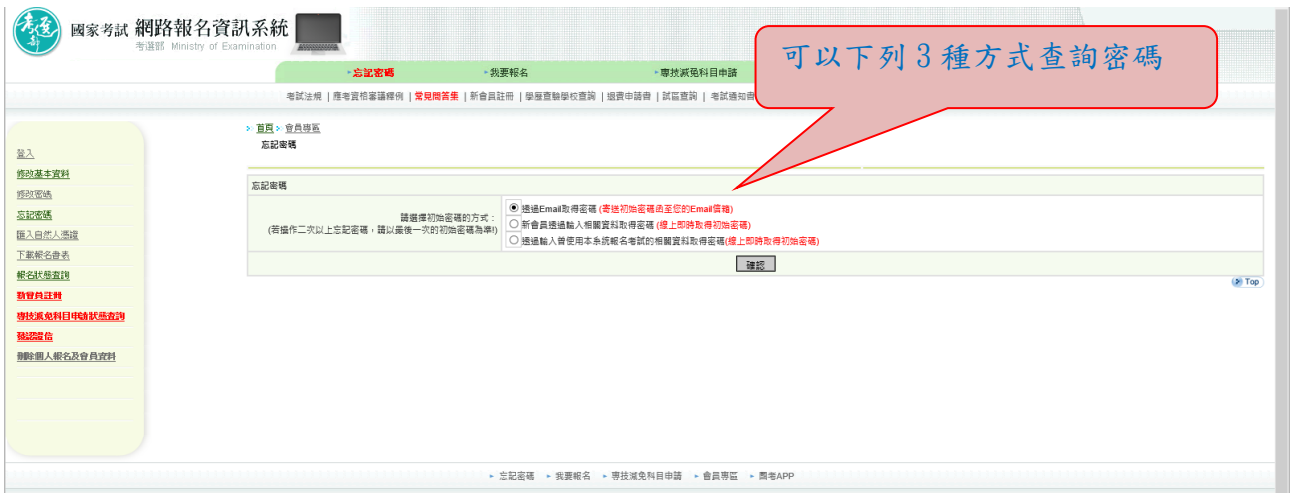 考選部
國家考試 網路報名資訊系統
考選部 Ministry of Examination
可以下列3種方式查詢密碼
忘記密碼 我要報名 專技減免科目申請
考試法規 | 應考資格審議釋例 | 常見問答集 | 新會員註冊 | 學歷查驗學校查詢 | 退費申請書 | 試區查詢 | 考試通知書
首頁 會員專區
忘記密碼
登入
修改基本資料
修改密碼
忘記密碼
匯入自然人憑證
下載報名書表
報名狀態查詢
新會員註冊
專技減免科目申請狀態查詢
補認證信
刪除個人報名及會員資料
忘記密碼
請選擇初始密碼的方式：
(若操作二次以上忘記密碼，請以最後一次的初始密碼為準!)
透過Email取得密碼 (寄送初始密碼函至您的Email信箱)
新會員透過輸入相關資料取得密碼 (線上即時取得初始密碼)
透過輸入曾使用本系統報名考試的相關資料取得密碼(線上即時取得初始密碼)
確認
Top
忘記密碼 我要報名 專技減免科目申請 會員專區 國考APP